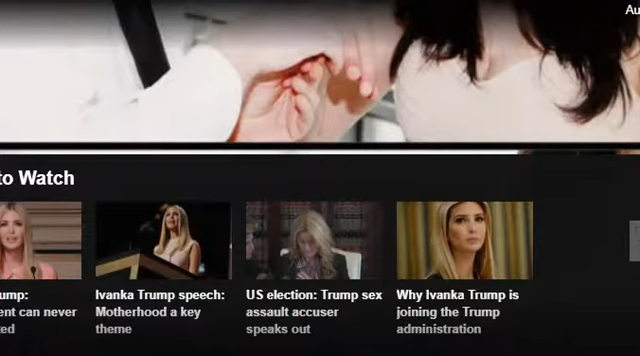 Au
to Watch
ump:
ent can never
ed
Ivanka Trump speech:
Motherhood a key
theme
US election: Trump sex
assault accuser
speaks out
Why Ivanka Trump is
joining the Trump
administration